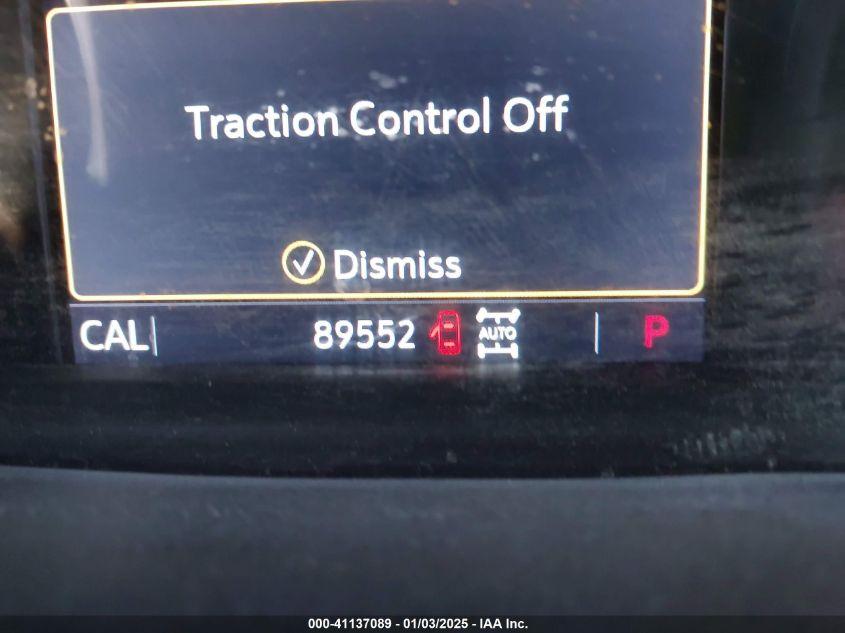 Traction Control Off
Dismiss
CAL 89552 AUTO P
000-41137089 - 01/03/2025 - IAA Inc.